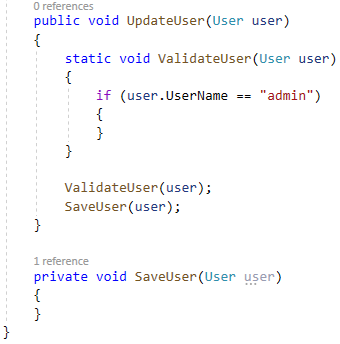 0 references
public void UpdateUser(User user)
{
static void ValidateUser(User user)
{
if (user.UserName == "admin")
{
}
}
ValidateUser(user);
SaveUser(user);
}
1 reference
private void SaveUser(User user)
{
}
}